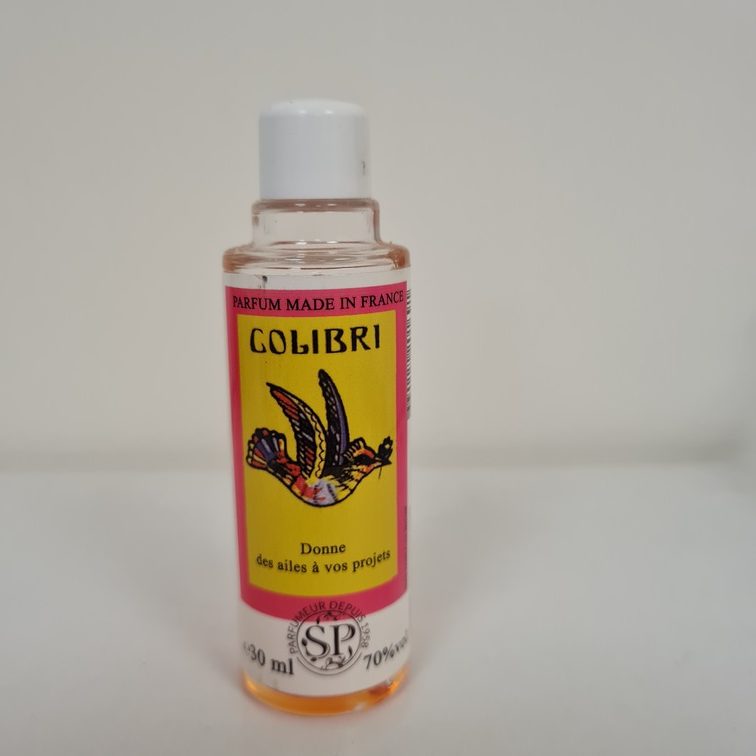 PARFUM MADE IN FRANCE
COLIBRI
Donne
des ailes à vos projets
PARFUMEUR DEPUIS 1958
SP
30 ml
70%vol